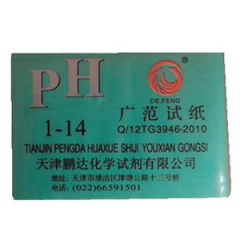 PH
DE.FENG
1-14
广范试纸
Q/12TG3946-2010
TIANJIN PENGDA HUAXUE SHIJI YOUXIAN GONGSI
天津鹏达化学试剂有限公司
地址:天津市塘沽区津塘公路十三号桥
电话:(022)66591501